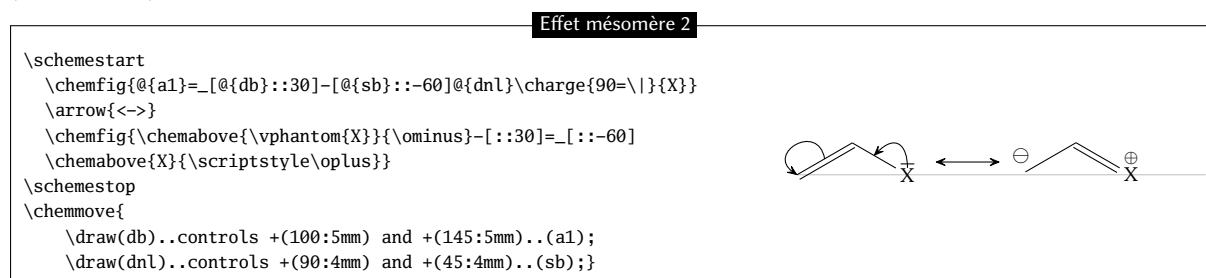 Effet mésomère 2
\schemestart
\chemfig{@{a1}=_[@{db}::30]-[@{sb}::-60]@{dnl}\charge{90=\|}{X}}
\arrow{<->}
\chemfig{\chemabove{\vphantom{X}}{\ominus}-[::30]=_[::-60]
\chemabove{X}{\scriptstyle\oplus}}
\schemestop
\chemmove{
\draw(db)..controls +(100:5mm) and +(145:5mm)..(a1);
\draw(dnl)..controls +(90:4mm) and +(45:4mm)..(sb);}
X ⊖ ⊕ X